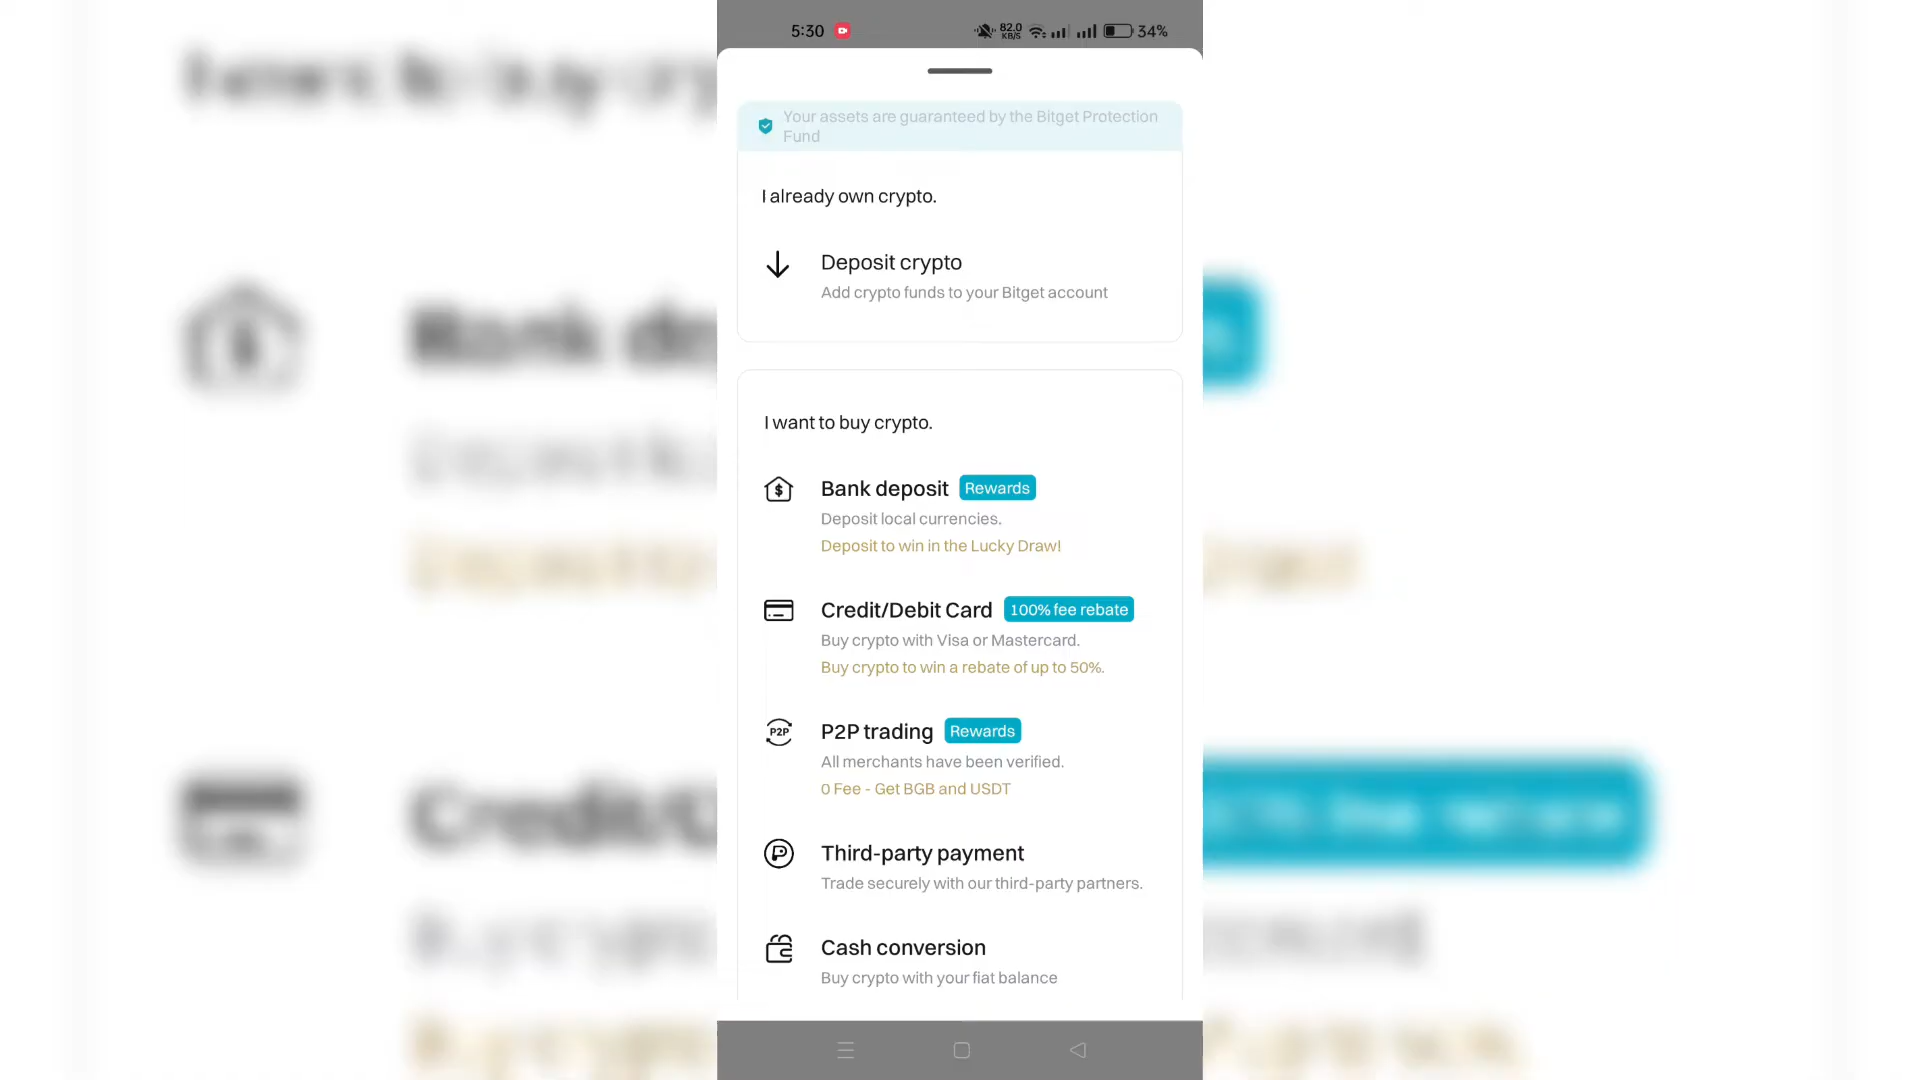 5:30
82.0
KB/S
34%
Your assets are guaranteed by the Bitget Protection
Fund
I already own crypto.
Deposit crypto
Add crypto funds to your Bitget account
I want to buy crypto.
Bank deposit Rewards
Deposit local currencies.
Deposit to win in the Lucky Draw!
Credit/Debit Card 100% fee rebate
Buy crypto with Visa or Mastercard.
Buy crypto to win a rebate of up to 50%.
P2P
P2P trading Rewards
All merchants have been verified.
0 Fee - Get BGB and USDT
Third-party payment
Trade securely with our third-party partners.
Cash conversion
Buy crypto with your fiat balance